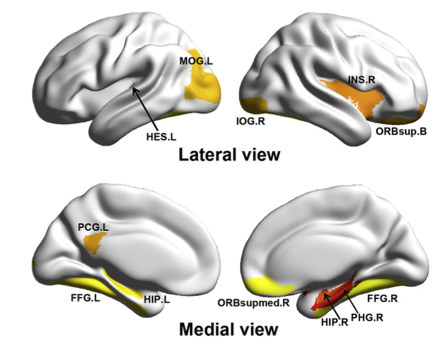 MOG.L
INS.R
IOG.R
ORBsup.B
HES.L
Lateral view
PCG.L
FFG.L
HIP.L
ORBsupmed.R
FFG.R
PHG.R
HIP.R
Medial view